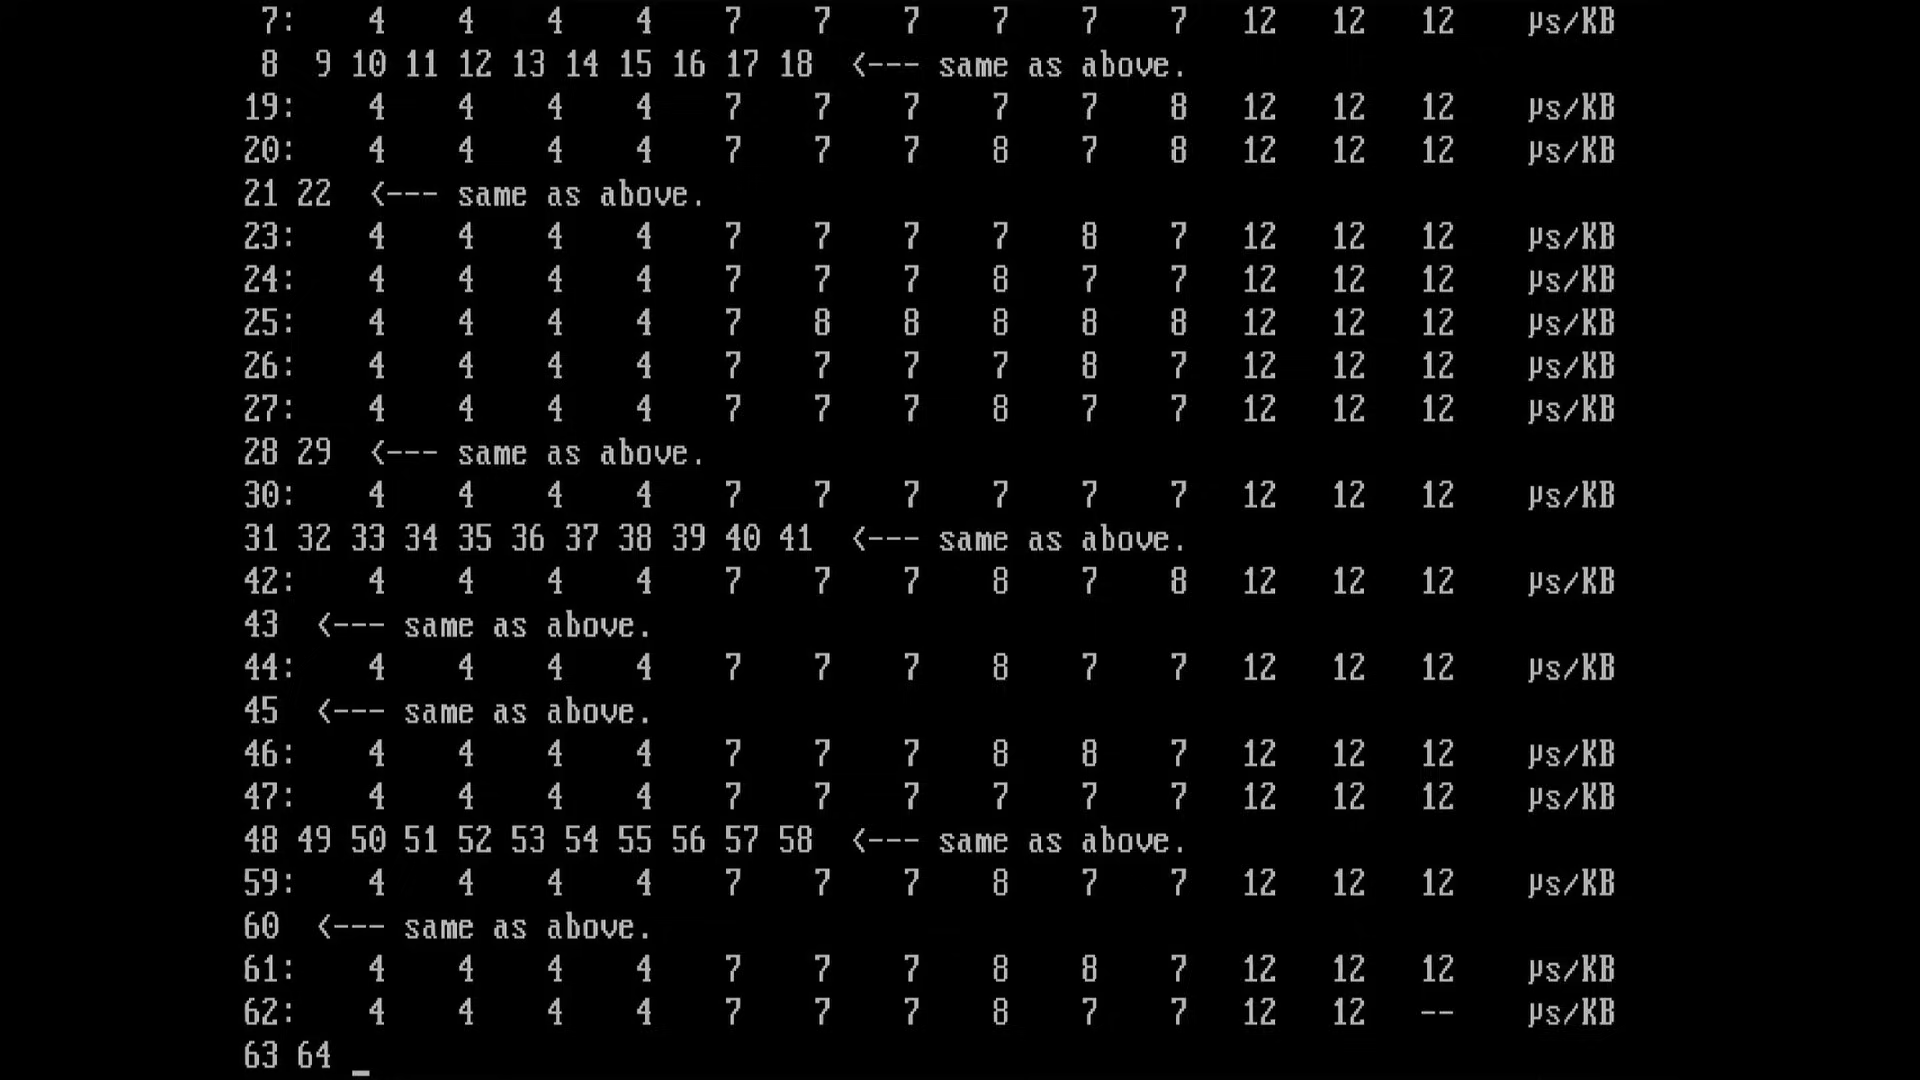 7: 4 4 4 4 7 7 7 7 7 7 12 12 12 µs/KB
8 9 10 11 12 13 14 15 16 17 18 <--- same as above.
19: 4 4 4 4 7 7 7 7 7 8 12 12 12 µs/KB
20: 4 4 4 4 7 7 7 8 7 8 12 12 12 µs/KB
21 22 <--- same as above.
23: 4 4 4 4 7 7 7 7 8 7 12 12 12 µs/KB
24: 4 4 4 4 7 7 7 8 7 7 12 12 12 µs/KB
25: 4 4 4 4 7 8 8 8 8 8 12 12 12 µs/KB
26: 4 4 4 4 7 7 7 7 8 7 12 12 12 µs/KB
27: 4 4 4 4 7 7 7 8 7 7 12 12 12 µs/KB
28 29 <--- same as above.
30: 4 4 4 4 7 7 7 7 7 7 12 12 12 µs/KB
31 32 33 34 35 36 37 38 39 40 41 <--- same as above.
42: 4 4 4 4 7 7 7 8 7 8 12 12 12 µs/KB
43 <--- same as above.
44: 4 4 4 4 7 7 7 8 7 7 12 12 12 µs/KB
45 <--- same as above.
46: 4 4 4 4 7 7 7 8 8 7 12 12 12 µs/KB
47: 4 4 4 4 7 7 7 7 7 7 12 12 12 µs/KB
48 49 50 51 52 53 54 55 56 57 58 <--- same as above.
59: 4 4 4 4 7 7 7 8 7 7 12 12 12 µs/KB
60 <--- same as above.
61: 4 4 4 4 7 7 7 8 8 7 12 12 12 µs/KB
62: 4 4 4 4 7 7 7 8 7 7 12 12 -- µs/KB
63 64 _